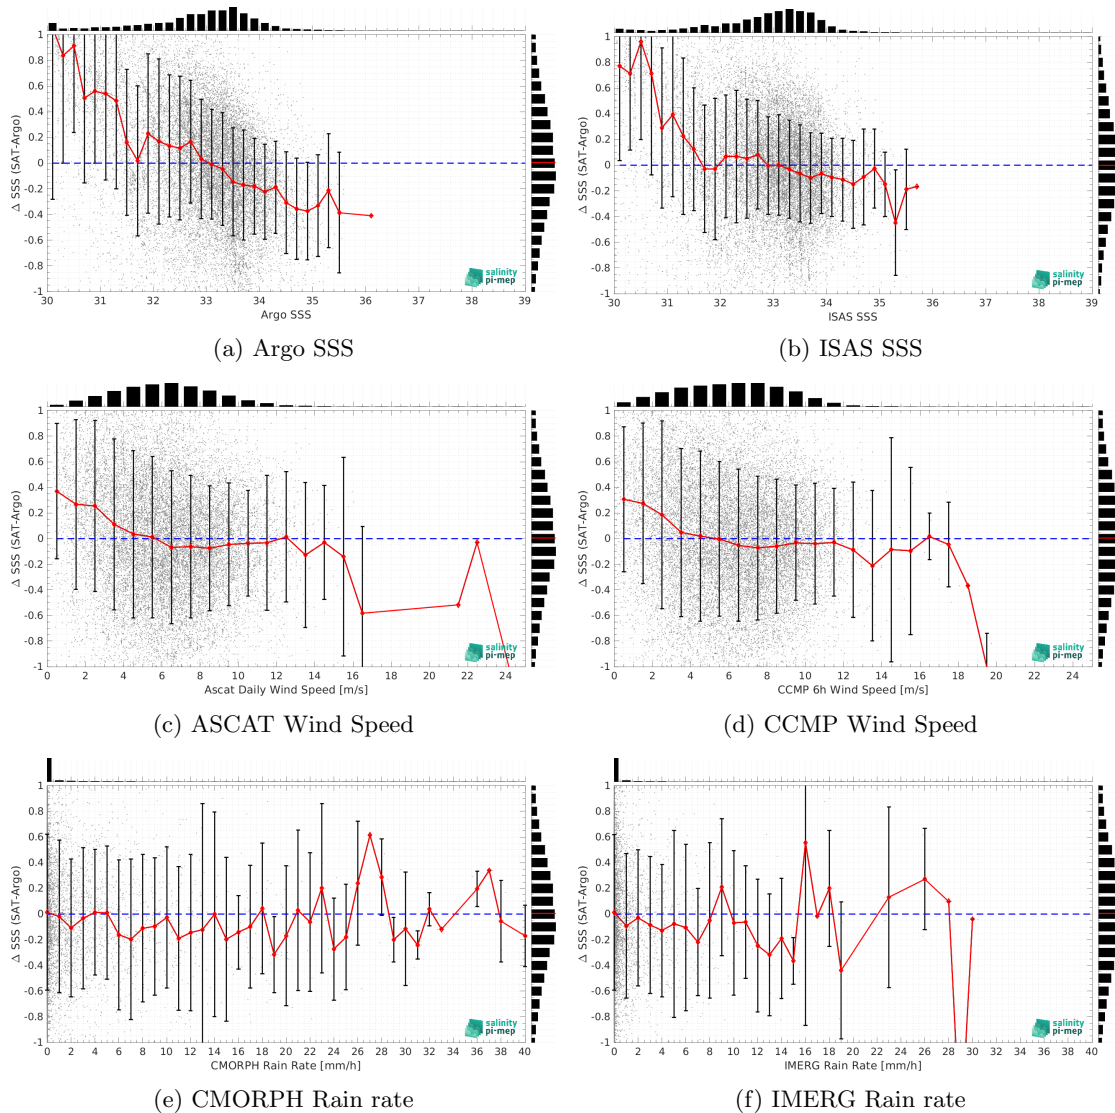 1
0.8
0.6
0.4
0.2
0
-0.2
-0.4
-0.6
-0.8
-1
Δ SSS (SAT-Argo)
30 31 32 33 34 35 36 37 38 39
Argo SSS
salinity
pi-mep
(a) Argo SSS
1
0.8
0.6
0.4
0.2
0
-0.2
-0.4
-0.6
-0.8
-1
Δ SSS (SAT-Argo)
30 31 32 33 34 35 36 37 38 39
ISAS SSS
salinity
pi-mep
(b) ISAS SSS
1
0.8
0.6
0.4
0.2
0
-0.2
-0.4
-0.6
-0.8
-1
Δ SSS (SAT-Argo)
0 2 4 6 8 10 12 14 16 18 20 22 24
Ascat Daily Wind Speed [m/s]
salinity
pi-mep
(c) ASCAT Wind Speed
1
0.8
0.6
0.4
0.2
0
-0.2
-0.4
-0.6
-0.8
-1
Δ SSS (SAT-Argo)
0 2 4 6 8 10 12 14 16 18 20 22 24
CCMP 6h Wind Speed [m/s]
salinity
pi-mep
(d) CCMP Wind Speed
1
0.8
0.6
0.4
0.2
0
-0.2
-0.4
-0.6
-0.8
-1
Δ SSS (SAT-Argo)
0 2 4 6 8 10 12 14 16 18 20 22 24 26 28 30 32 34 36 38 40
CMORPH Rain Rate [mm/h]
salinity
pi-mep
(e) CMORPH Rain rate
1
0.8
0.6
0.4
0.2
0
-0.2
-0.4
-0.6
-0.8
-1
Δ SSS (SAT-Argo)
0 2 4 6 8 10 12 14 16 18 20 22 24 26 28 30 32 34 36 38 40
IMERG Rain Rate [mm/h]
salinity
pi-mep
(f) IMERG Rain rate